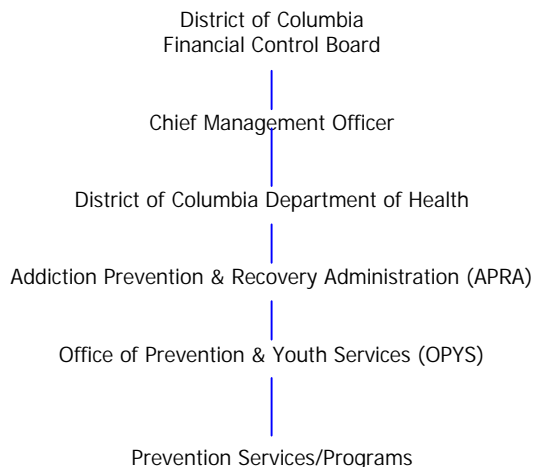 District of Columbia
Financial Control Board
Chief Management Officer
District of Columbia Department of Health
Addiction Prevention & Recovery Administration (APRA)
Office of Prevention & Youth Services (OPYS)
Prevention Services/Programs